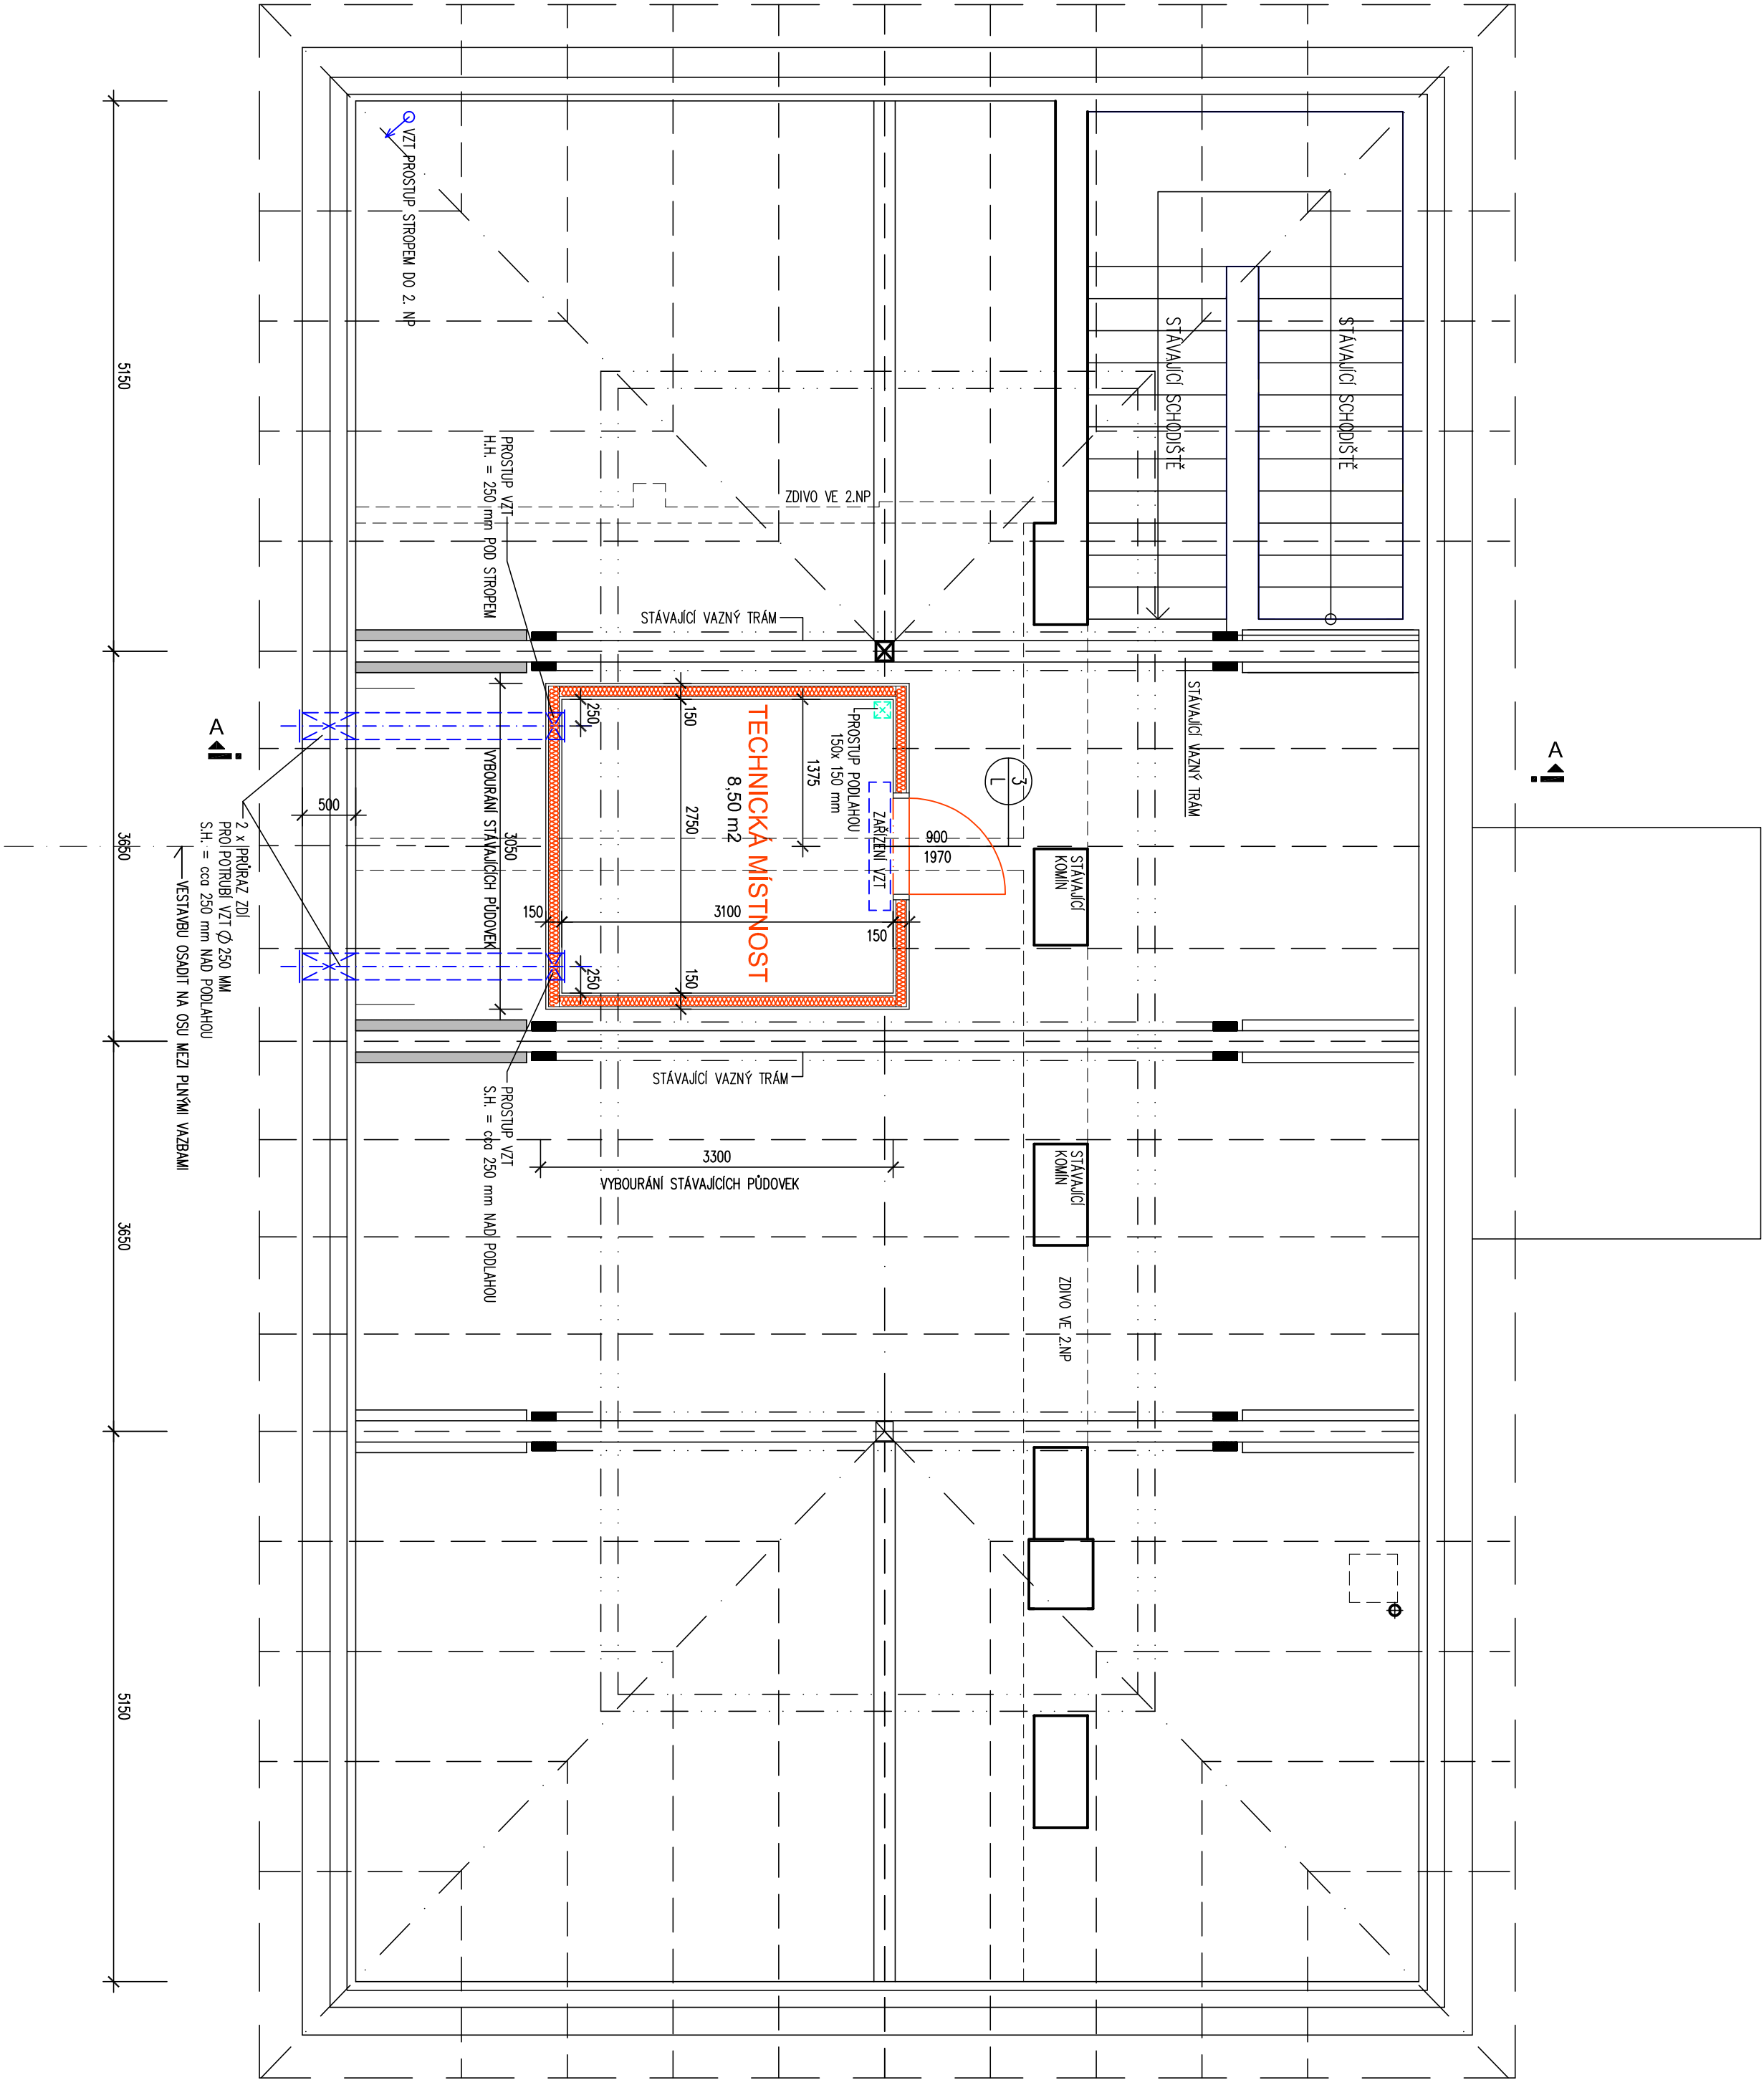 VZT PROSTUP STROPEM DO 2. NP
STÁVAJÍCÍ SCHODIŠTĚ
STÁVAJÍCÍ SCHODIŠTĚ
5150
PROSTUP VZT
H.H. = 250 mm POD STROPEM
ZDIVO VE 2.NP
STÁVAJÍCÍ VAZNÝ TRÁM
STÁVAJÍCÍ VAZNÝ TRÁM
250
150
1375
PROSTUP PODLAHOU
150x 150 mm
TECHNICKÁ MÍSTNOST
8,50 m2
2750
ZAŘÍZENÍ VZT
900
1970
3
L
A
A
VYBOURÁNÍ STÁVAJÍCÍCH PŮDOVEK
3050
500
3650
2 x PRŮRAZ ZDÍ
PRO POTRUBÍ VZT Ø 250 MM
S.H. = cca 250 mm NAD PODLAHOU
VESTAVBU OSADIT NA OSU MEZI PLNÝMI VAZBAMI
150
3100
150
250
150
STÁVAJÍCÍ
KOMÍN
STÁVAJÍCÍ VAZNÝ TRÁM
PROSTUP VZT
S.H. = cca 250 mm NAD PODLAHOU
3300
VYBOURÁNÍ STÁVAJÍCÍCH PŮDOVEK
STÁVAJÍCÍ
KOMÍN
3650
ZDIVO VE 2.NP
5150